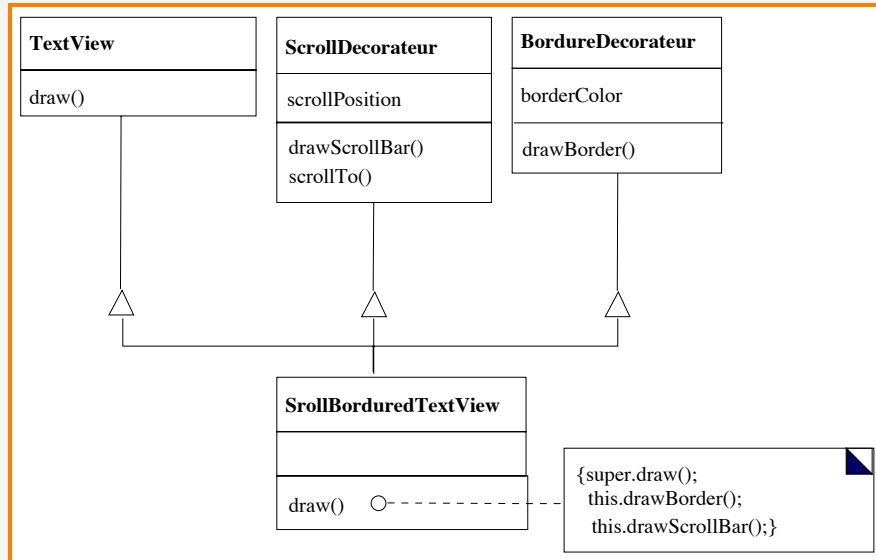 TextView
draw()
ScrollDecorateur
scrollPosition
drawScrollBar()
scrollTo()
BordureDecorateur
borderColor
drawBorder()
SrollBorduredTextView
draw()
{super.draw();
this.drawBorder();
this.drawScrollBar();}